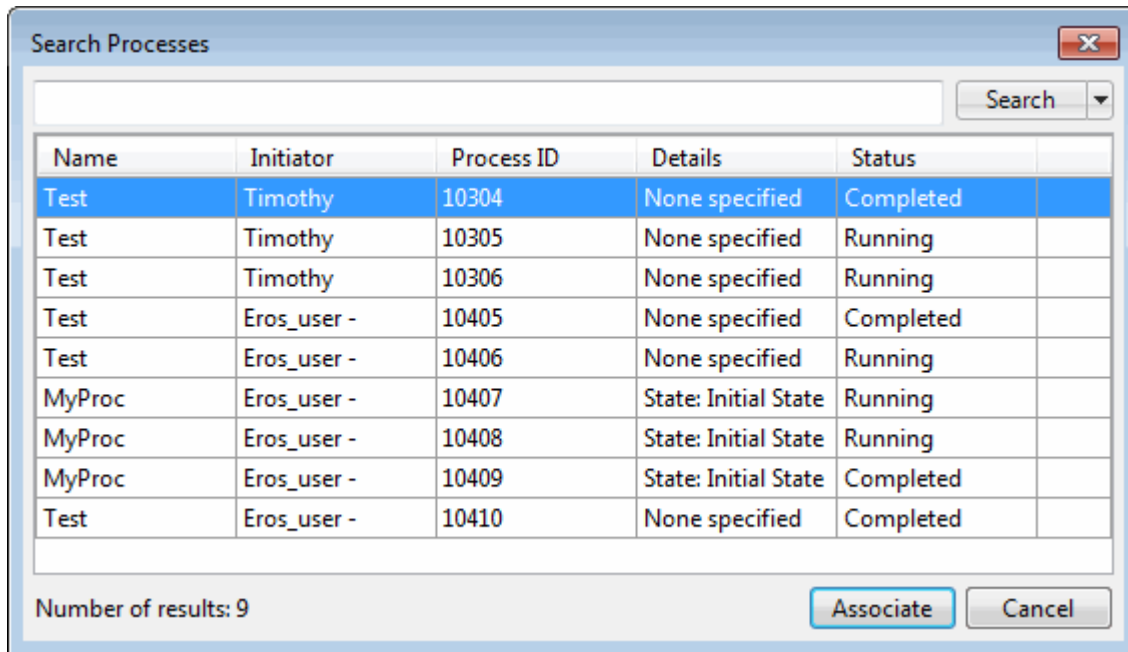 Search Processes
Search
Name Initiator Process ID Details Status
Test Timothy 10304 None specified Completed
Test Timothy 10305 None specified Running
Test Timothy 10306 None specified Running
Test Eros_user - 10405 None specified Completed
Test Eros_user - 10406 None specified Running
MyProc Eros_user - 10407 State: Initial State Running
MyProc Eros_user - 10408 State: Initial State Running
MyProc Eros_user - 10409 State: Initial State Completed
Test Eros_user - 10410 None specified Completed
Number of results: 9 Associate Cancel